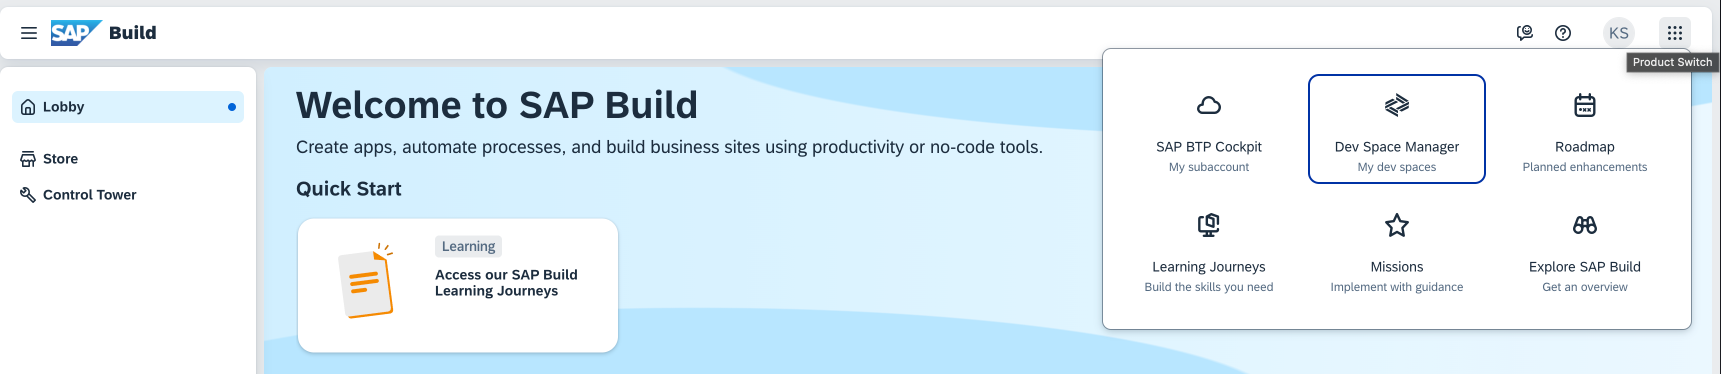 SAP Build
KS
Product Switch
Lobby
Store
Control Tower
Welcome to SAP Build
Create apps, automate processes, and build business sites using productivity or no-code tools.
Quick Start
Learning
Access our SAP Build
Learning Journeys
SAP BTP Cockpit
My subaccount
Dev Space Manager
My dev spaces
Roadmap
Planned enhancements
Learning Journeys
Build the skills you need
Missions
Implement with guidance
Explore SAP Build
Get an overview